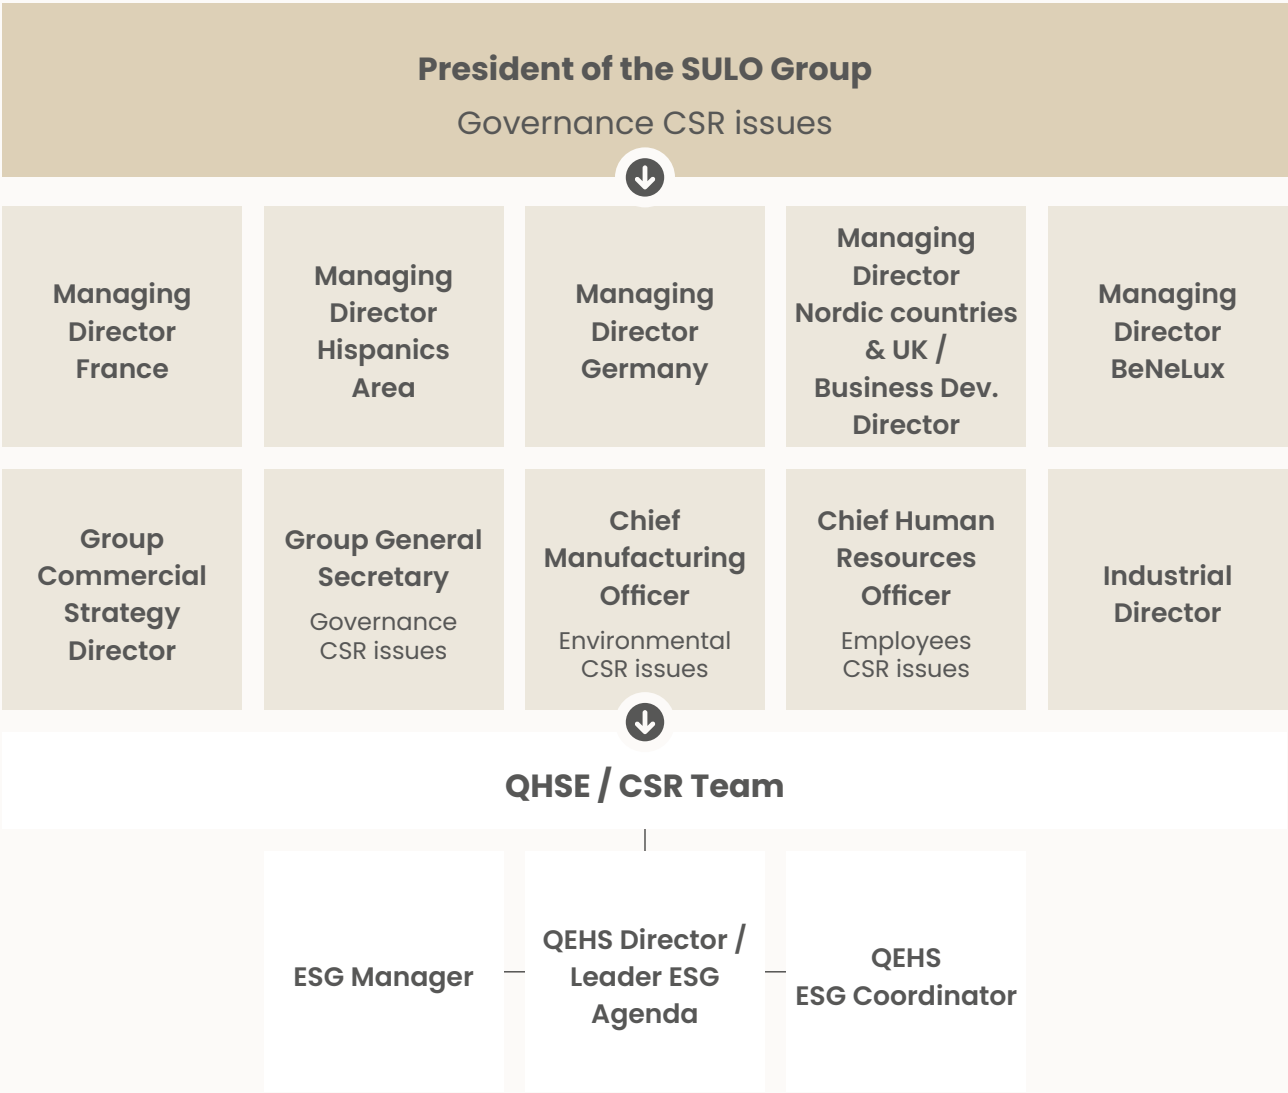 President of the SULO Group
Governance CSR issues
Managing
Director
France
Managing
Director
Hispanics
Area
Managing
Director
Germany
Managing
Director
Nordic countries
& UK /
Business Dev.
Director
Managing
Director
BeNeLux
Group
Commercial
Strategy
Director
Group General
Secretary
Governance
CSR issues
Chief
Manufacturing
Officer
Environmental
CSR issues
Chief Human
Resources
Officer
Employees
CSR issues
Industrial
Director
QHSE / CSR Team
ESG Manager
QEHS Director /
Leader ESG
Agenda
QEHS
ESG Coordinator